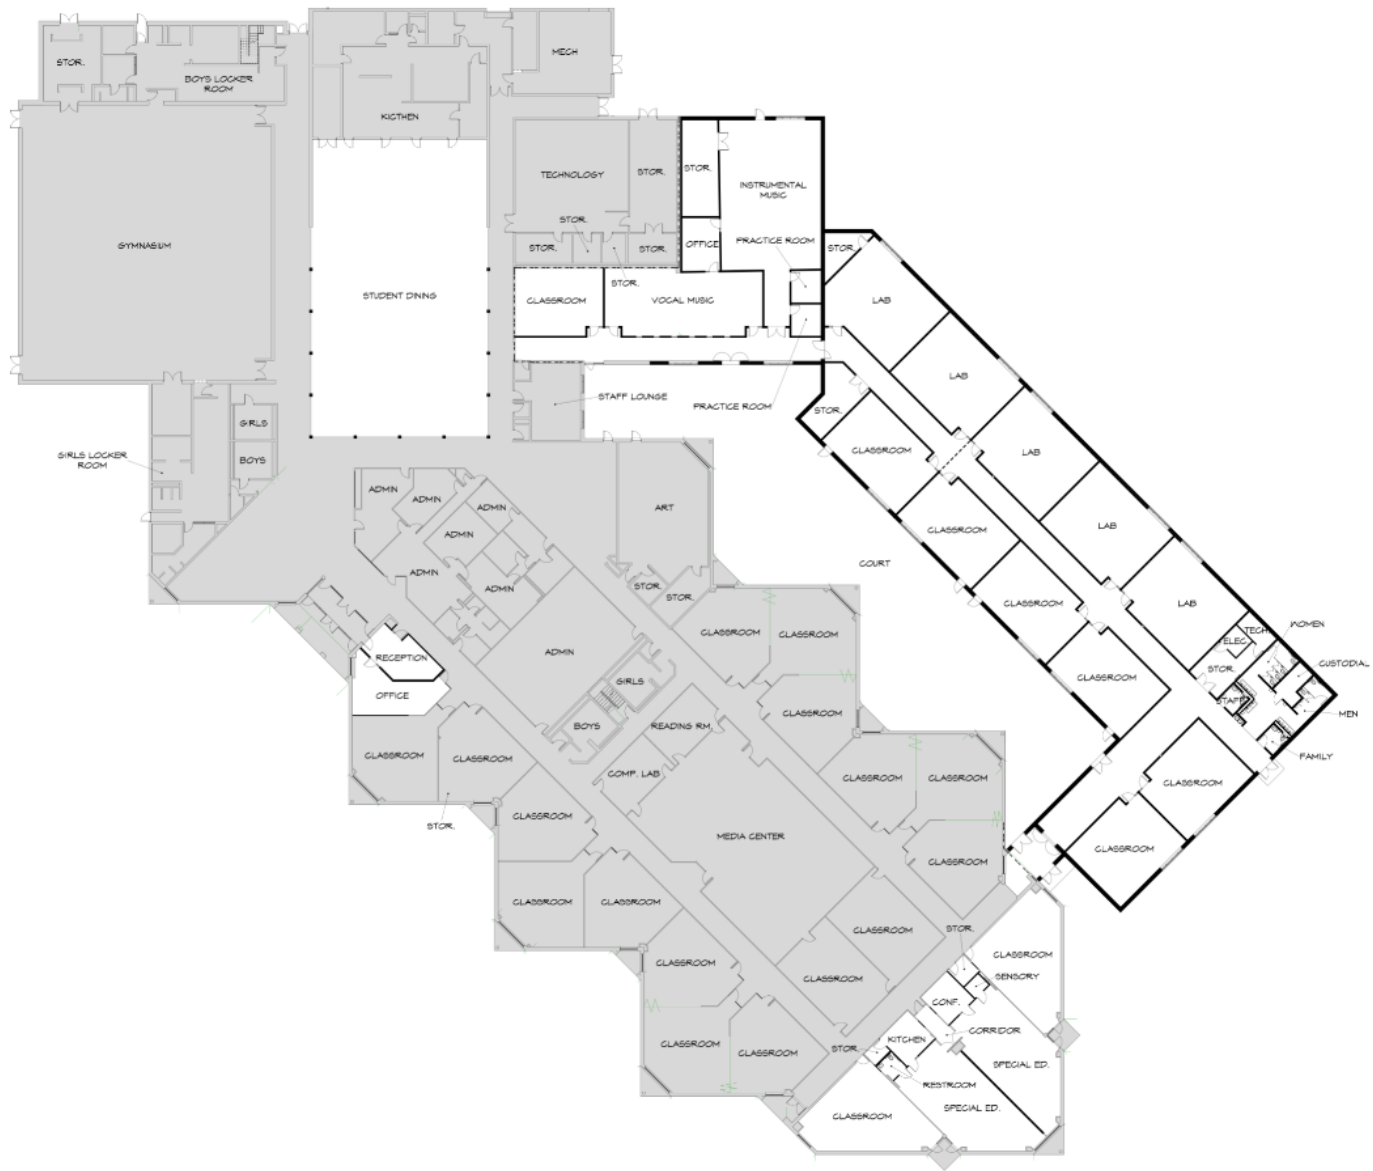 MECH
STOR.
BOYS LOCKER
ROOM
KICTHEN
STOR.
TECHNOLOGY
STOR.
INSTRUMENTAL
MUSIC
STOR.
GYMNASIUM
STOR.
STOR.
STOR.
OFFICE
PRACTICE ROOM
STOR.
STOR.
STUDENT DINING
CLASSROOM
VOCAL MUSIC
LAB
LAB
STAFF LOUNGE
PRACTICE ROOM
STOR.
GIRLS
CLASSROOM
LAB
GIRLS LOCKER
ROOM
BOYS
ADMIN
ADMIN
ADMIN
ART
CLASSROOM
LAB
ADMIN
COURT
ADMIN
ADMIN
STOR.
STOR.
CLASSROOM
LAB
CLASSROOM
CLASSROOM
TECH.
WOMEN
ELEC.
ADMIN
RECEPTION
CUSTODIAL
STOR.
CLASSROOM
GIRLS
OFFICE
STAFF
CLASSROOM
MEN
BOYS
READING RM.
CLASSROOM
CLASSROOM
FAMILY
COMP. LAB
CLASSROOM
CLASSROOM
CLASSROOM
CLASSROOM
STOR.
MEDIA CENTER
CLASSROOM
CLASSROOM
CLASSROOM
CLASSROOM
CLASSROOM
STOR.
CLASSROOM
CLASSROOM
CLASSROOM
SENSORY
CONF.
CORRIDOR
KITCHEN
STOR.
CLASSROOM
CLASSROOM
SPECIAL ED.
RESTROOM
SPECIAL ED.
CLASSROOM